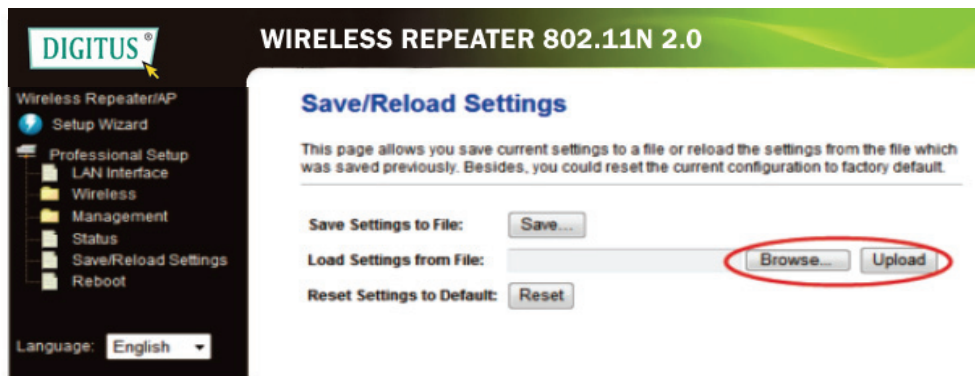 DIGITUS®
WIRELESS REPEATER 802.11N 2.0
Wireless Repeater/AP
Setup Wizard
Professional Setup
LAN Interface
Wireless
Management
Status
Save/Reload Settings
Reboot
Language: English
Save/Reload Settings
This page allows you save current settings to a file or reload the settings from the file which
was saved previously. Besides, you could reset the current configuration to factory default.
Save Settings to File: Save...
Load Settings from File: Browse... Upload
Reset Settings to Default: Reset